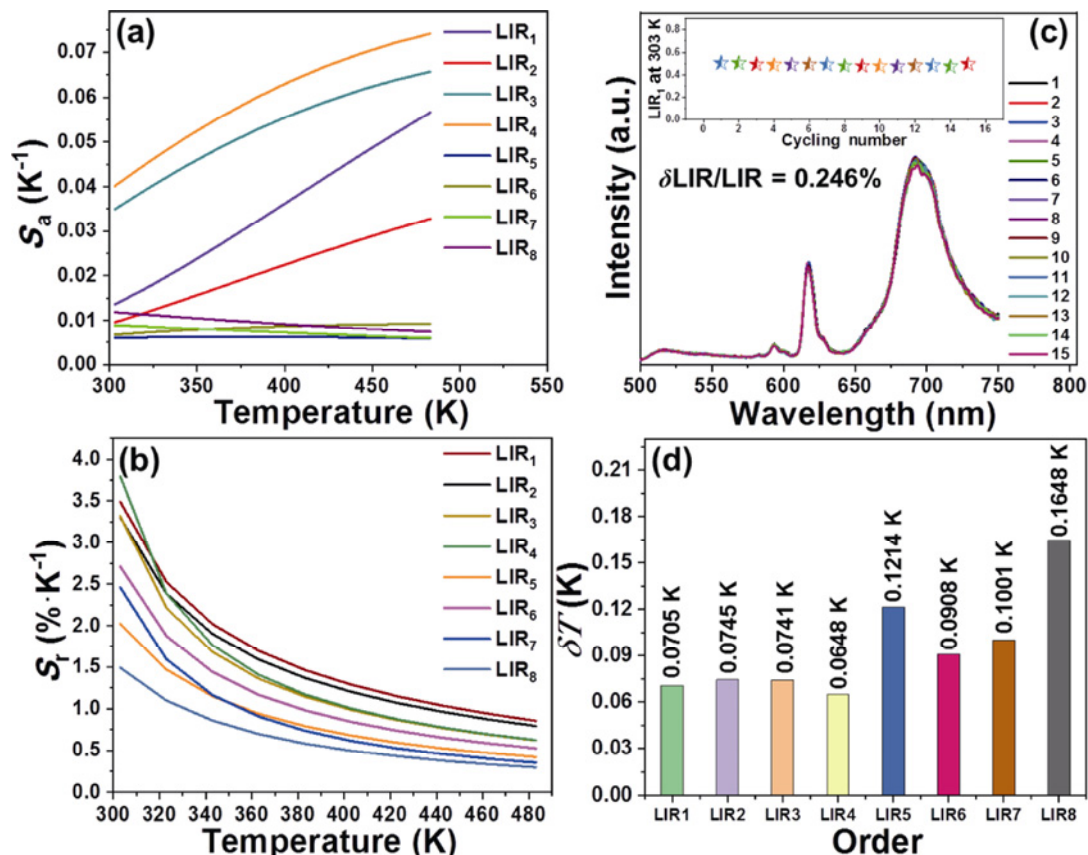 (a)
Sa (K⁻¹)
0.07
0.06
0.05
0.04
0.03
0.02
0.01
0.00
300 350 400 450 500 550
Temperature (K)
LIR₁
LIR₂
LIR₃
LIR₄
LIR₅
LIR₆
LIR₇
LIR₈
(c)
LIR₁ at 303 K
0.8
0.6
0.4
0.2
0.0
0 2 4 6 8 10 12 14 16
Cycling number
δLIR/LIR = 0.246%
Intensity (a.u.)
500 550 600 650 700 750 800
Wavelength (nm)
1
2
3
4
5
6
7
8
9
10
11
12
13
14
15
(b)
Sr (%·K⁻¹)
4.0
3.5
3.0
2.5
2.0
1.5
1.0
0.5
0.0
300 320 340 360 380 400 420 440 460 480
Temperature (K)
LIR₁
LIR₂
LIR₃
LIR₄
LIR₅
LIR₆
LIR₇
LIR₈
(d)
δT (K)
0.21
0.18
0.15
0.12
0.09
0.06
0.03
0.00
0.0705 K
0.0745 K
0.0741 K
0.0648 K
0.1214 K
0.0908 K
0.1001 K
0.1648 K
LIR1 LIR2 LIR3 LIR4 LIR5 LIR6 LIR7 LIR8
Order